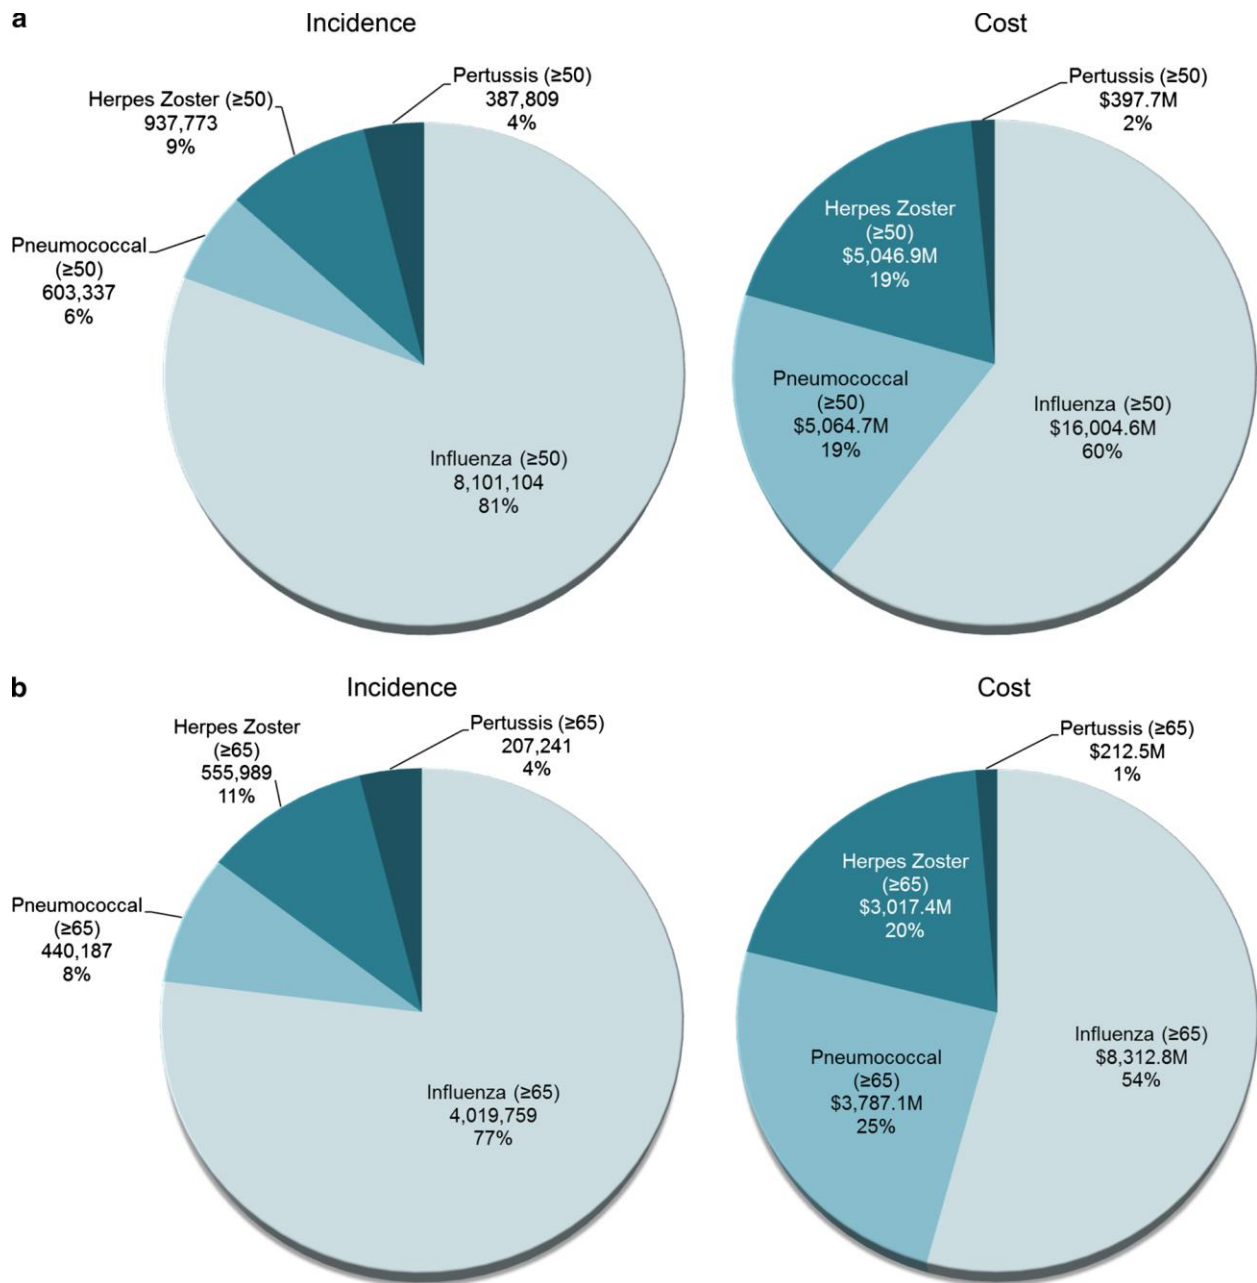 a
Incidence
Pertussis (≥50)
387,809
4%
Herpes Zoster (≥50)
937,773
9%
Pneumococcal
(≥50)
603,337
6%
Influenza (≥50)
8,101,104
81%
Cost
Pertussis (≥50)
$397.7M
2%
Herpes Zoster
(≥50)
$5,046.9M
19%
Pneumococcal
(≥50)
$5,064.7M
19%
Influenza (≥50)
$16,004.6M
60%
b
Incidence
Herpes Zoster
(≥65)
555,989
11%
Pertussis (≥65)
207,241
4%
Pneumococcal
(≥65)
440,187
8%
Influenza (≥65)
4,019,759
77%
Cost
Pertussis (≥65)
$212.5M
1%
Herpes Zoster
(≥65)
$3,017.4M
20%
Pneumococcal
(≥65)
$3,787.1M
25%
Influenza (≥65)
$8,312.8M
54%